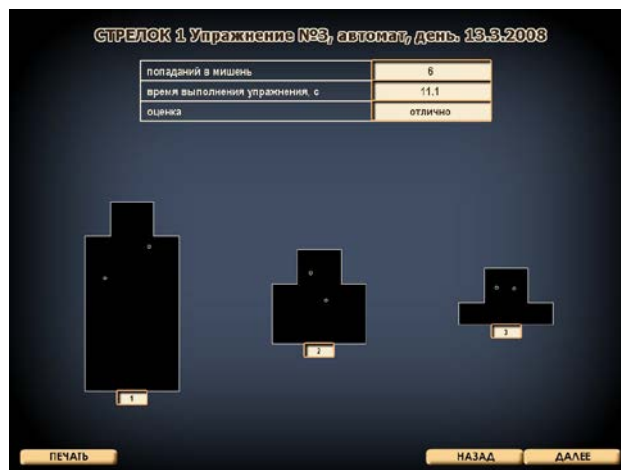 СТРЕЛОК 1 Упражнение №3, автомат, день. 13.3.2008
попаданий в мишень 6
время выполнения упражнения, с 11.1
оценка отлично
1
2
3
ПЕЧАТЬ НАЗАД ДАЛЕЕ